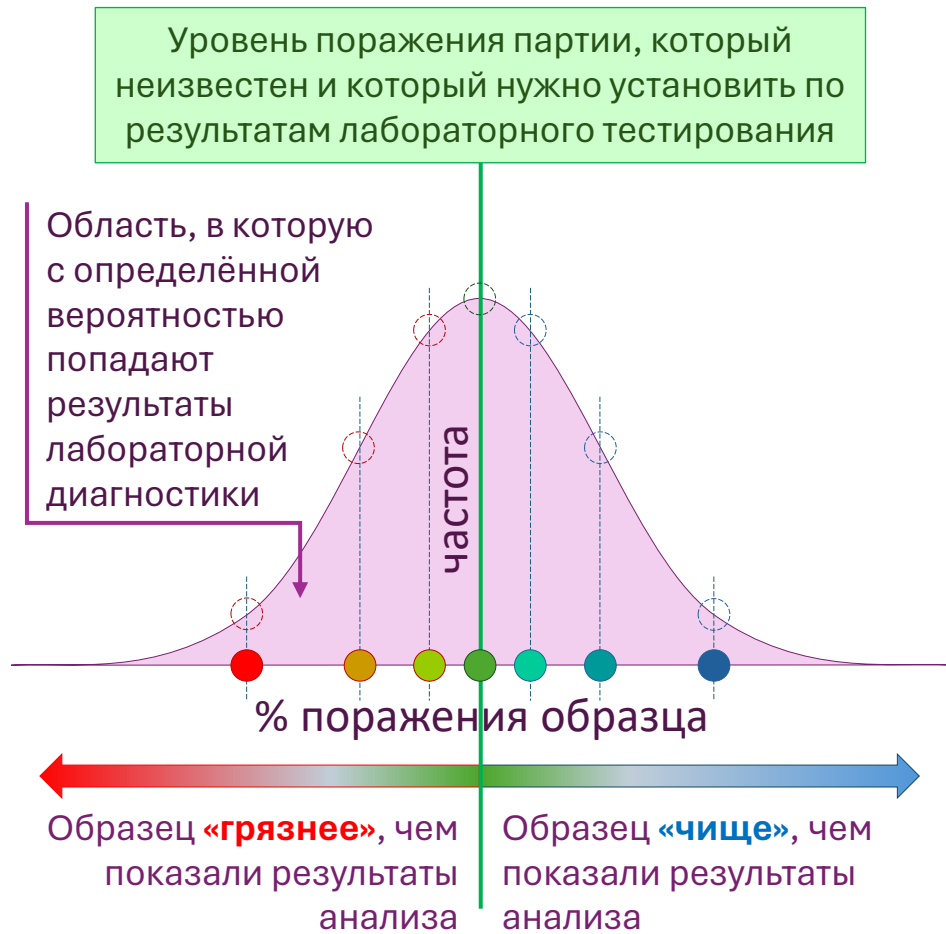 Уровень поражения партии, который
неизвестен и который нужно установить по
результатам лабораторного тестирования
Область, в которую
с определённой
вероятностью
попадают
результаты
лабораторной
диагностики
частота
% поражения образца
Образец «грязнее», чем
показали результаты
анализа
Образец «чище», чем
показали результаты
анализа